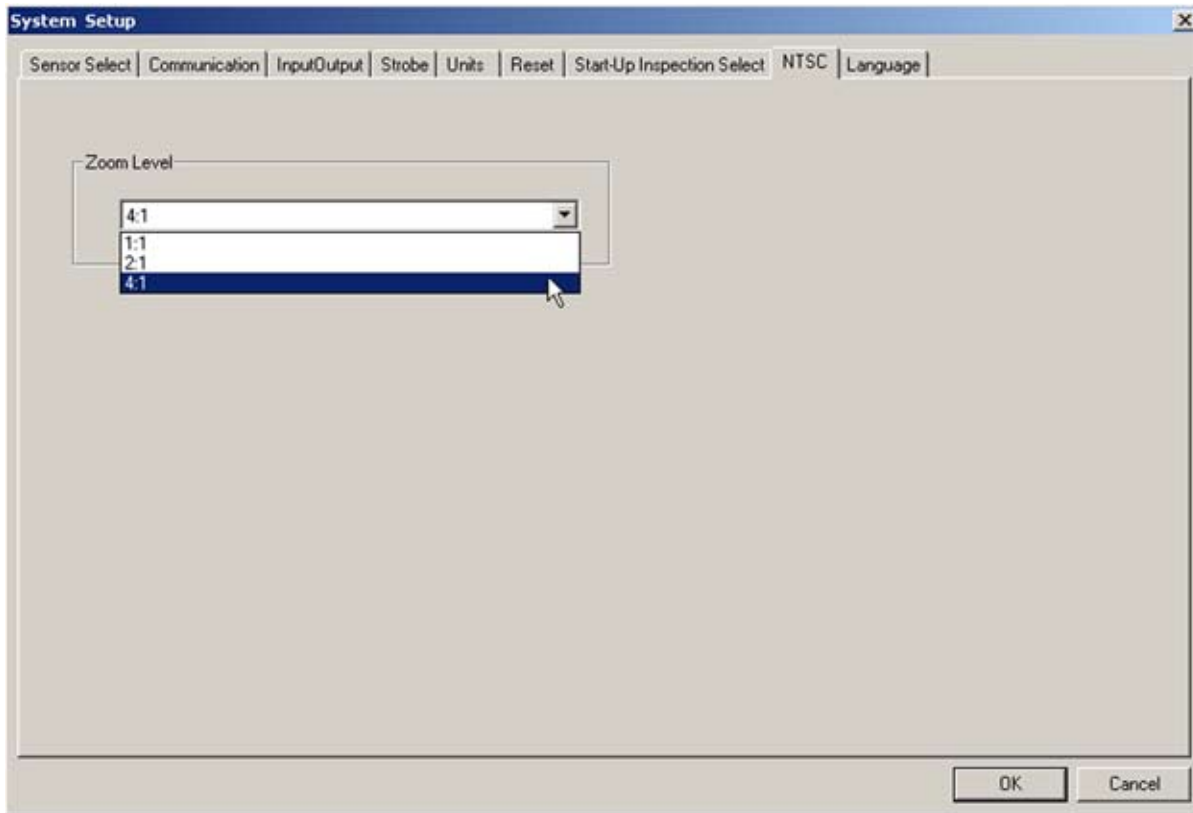 System Setup
Sensor Select Communication InputOutput Strobe Units Reset Start-Up Inspection Select NTSC Language
Zoom Level
4:1
1:1
2:1
4:1
OK Cancel